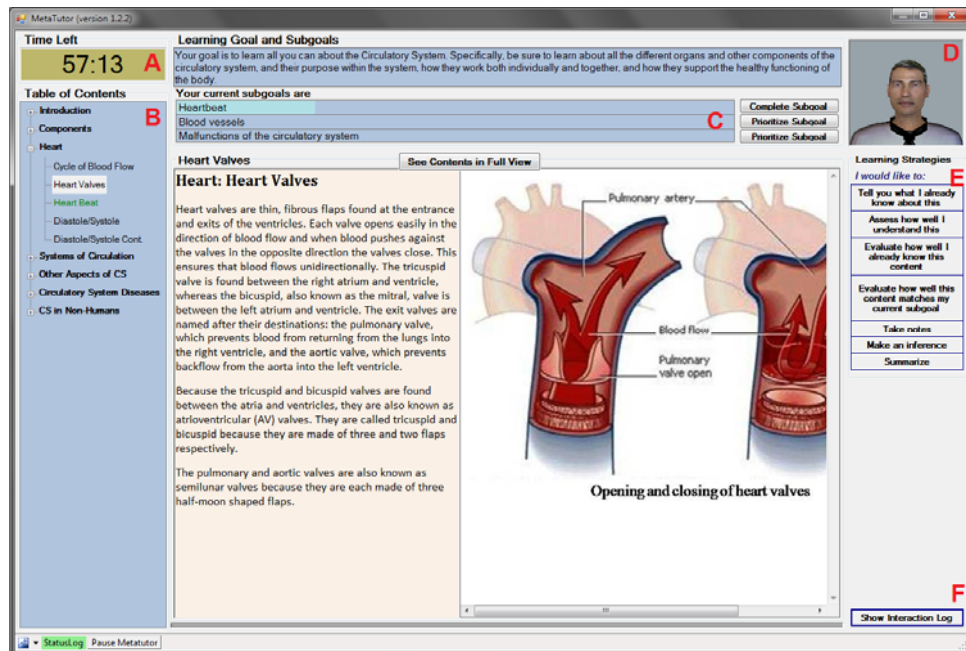 MetaTutor (version 1.2.2)
Time Left
57:13
A
Table of Contents
B
Introduction
Components
Heart
Cycle of Blood Flow
Heart Valves
Heart Beat
Diastole/Systole
Diastole/Systole Cont.
Systems of Circulation
Other Aspects of CS
Circulatory System Diseases
CS in Non-Humans
Learning Goal and Subgoals
Your goal is to learn all you can about the Circulatory System. Specifically, be sure to learn about all the different organs and other components of the
circulatory system, and their purpose within the system, how they work both individually and together, and how they support the healthy functioning of
the body.
Your current subgoals are
Heartbeat
Blood vessels
Malfunctions of the circulatory system
C
Complete Subgoal
Prioritize Subgoal
Prioritize Subgoal
Heart Valves
See Contents in Full View
Heart: Heart Valves
Heart valves are thin, fibrous flaps found at the entrance
and exits of the ventricles. Each valve opens easily in the
direction of blood flow and when blood pushes against
the valves in the opposite direction the valves close. This
ensures that blood flows unidirectionally. The tricuspid
valve is found between the right atrium and ventricle,
whereas the bicuspid, also known as the mitral, valve is
between the left atrium and ventricle. The exit valves are
named after their destinations: the pulmonary valve,
which prevents blood from returning from the lungs into
the right ventricle, and the aortic valve, which prevents
backflow from the aorta into the left ventricle.
Because the tricuspid and bicuspid valves are found
between the atria and ventricles, they are also known as
atrioventricular (AV) valves. They are called tricuspid and
bicuspid because they are made of three and two flaps
respectively.
The pulmonary and aortic valves are also known as
semilunar valves because they are each made of three
half-moon shaped flaps.
Pulmonary artery
Blood flow
Pulmonary
valve open
Opening and closing of heart valves
D
Learning Strategies
I would like to:
E
Tell you what I already
know about this
Assess how well I
understand this
Evaluate how well I
already know this
content
Evaluate how well this
content matches my
current subgoal
Take notes
Make an inference
Summarize
F
Show Interaction Log
StatusLog
Pause Metatutor